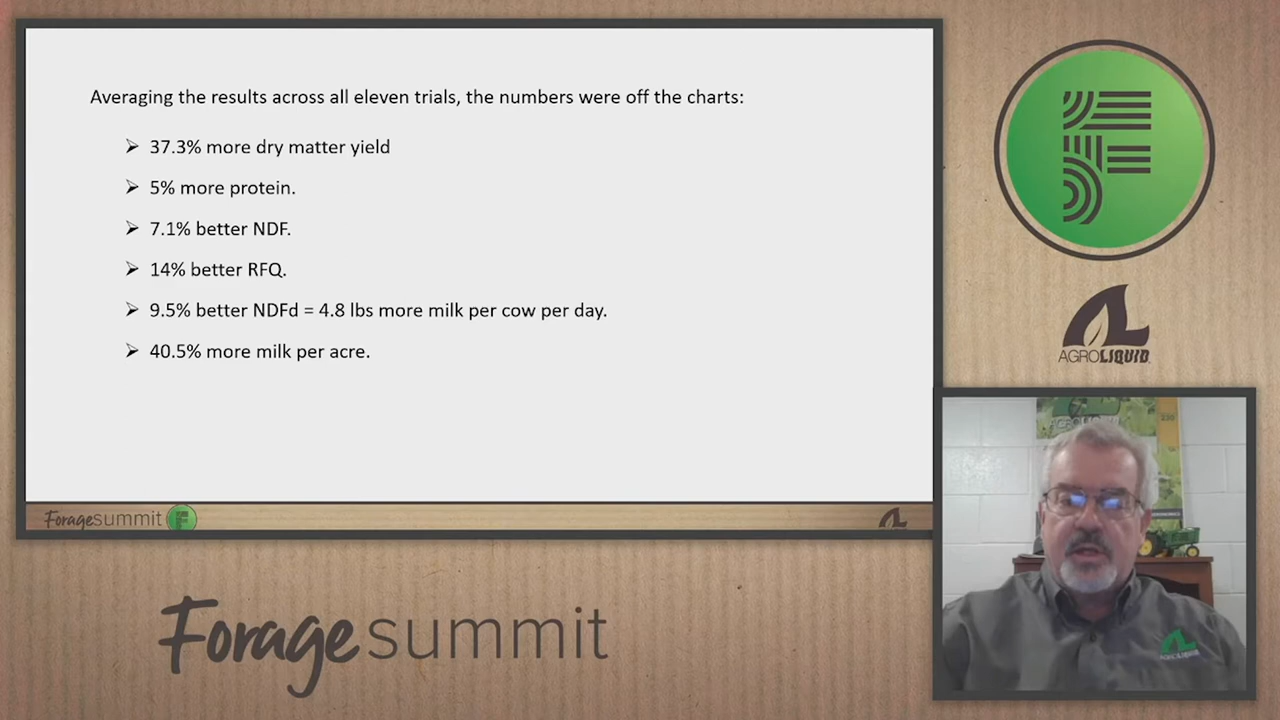 Averaging the results across all eleven trials, the numbers were off the charts:
37.3% more dry matter yield
5% more protein.
7.1% better NDF.
14% better RFQ.
9.5% better NDFd = 4.8 lbs more milk per cow per day.
40.5% more milk per acre.
Foragesummit
AGROLIQUID
Foragesummit
AGROLIQUID